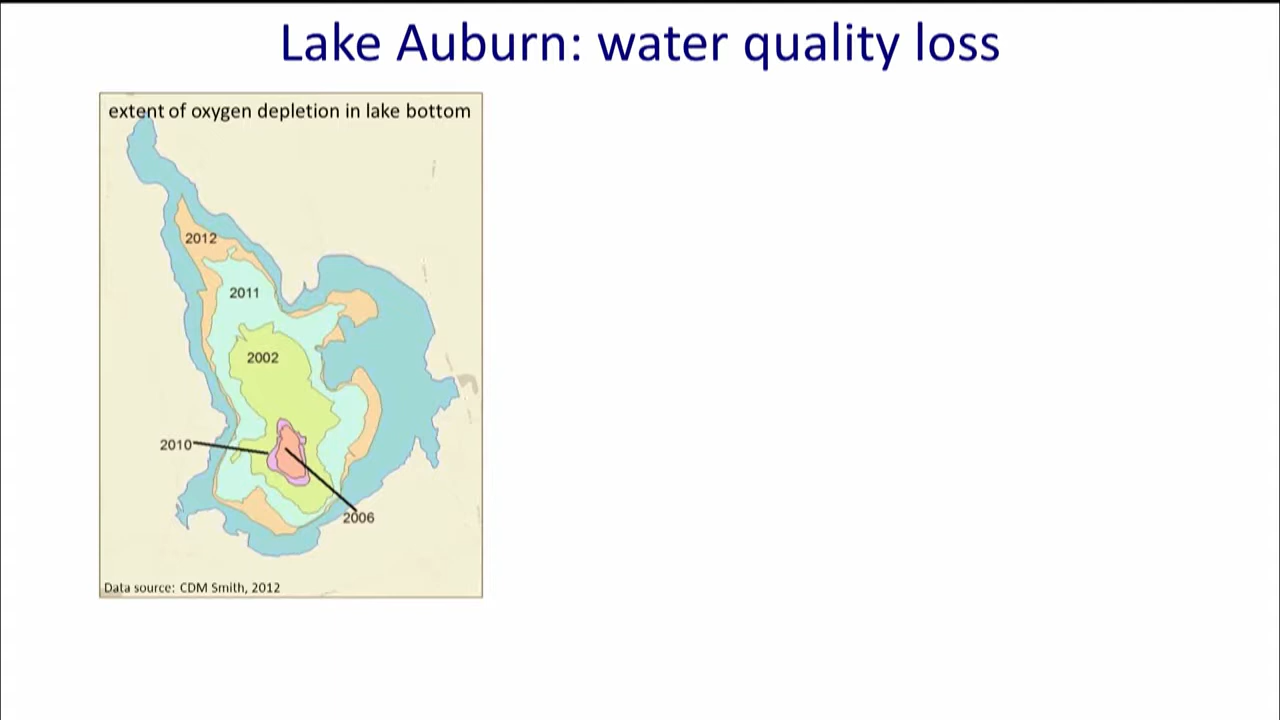 Lake Auburn: water quality loss
extent of oxygen depletion in lake bottom
2012
2011
2002
2010
2006
Data source: CDM Smith, 2012